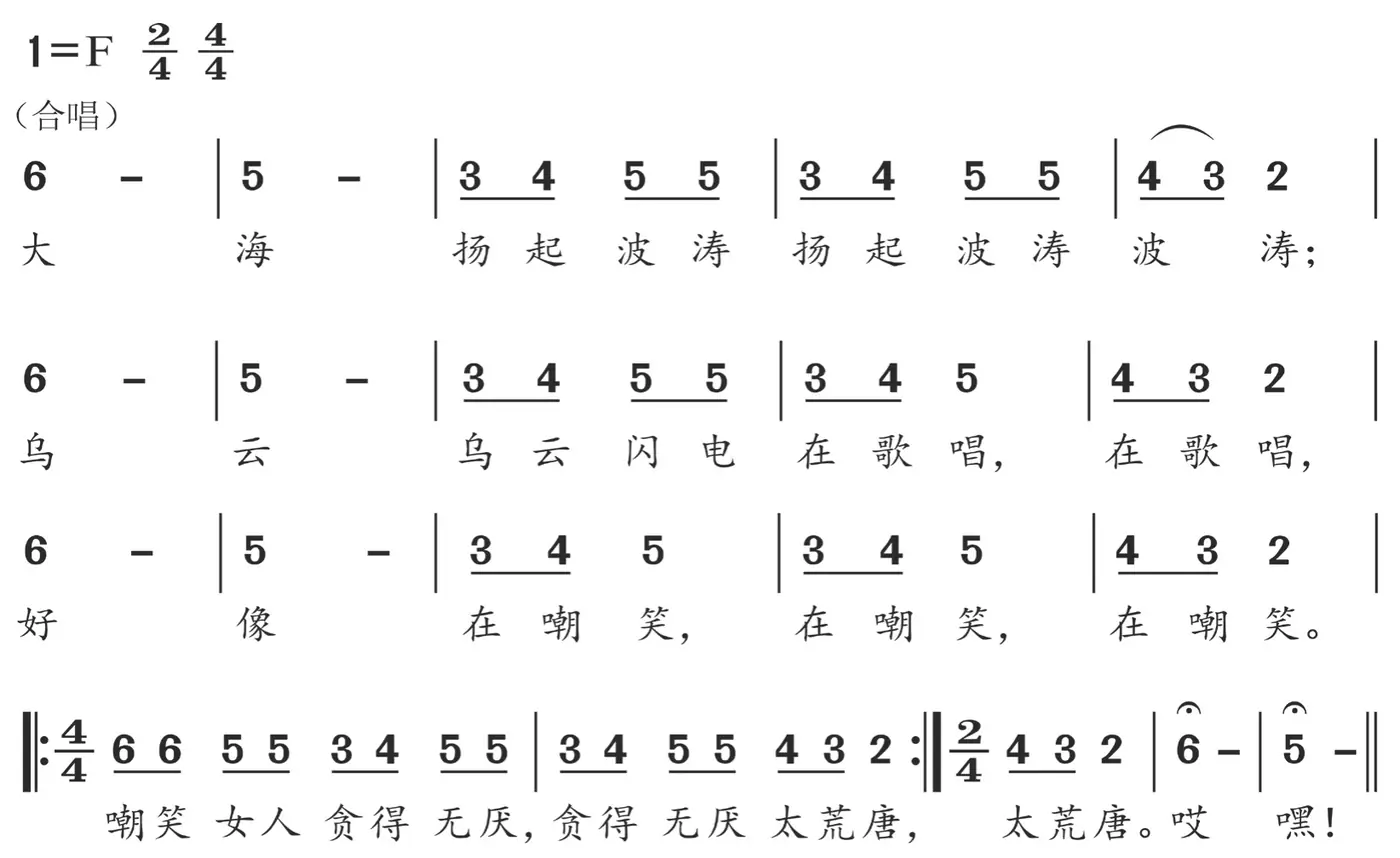 1=F 2/4 4/4
（合唱）
6 - | 5 - | 3 4 5 5 | 3 4 5 5 | 4 3 2 |
大 海 扬起波涛 扬起波涛 波 涛；
6 - | 5 - | 3 4 5 5 | 3 4 5 | 4 3 2 |
乌 云 乌云闪电 在歌唱， 在歌唱，
6 - | 5 - | 3 4 5 | 3 4 5 | 4 3 2 |
好 像 在嘲笑， 在嘲笑， 在嘲笑。
‖: 4/4 6 6 5 5 3 4 5 5 | 3 4 5 5 4 3 2 :‖ 2/4 4 3 2 | 6 - | 5 - ‖
嘲笑 女人 贪得 无厌，贪得 无厌 太荒唐， 太荒唐。哎 嘿！